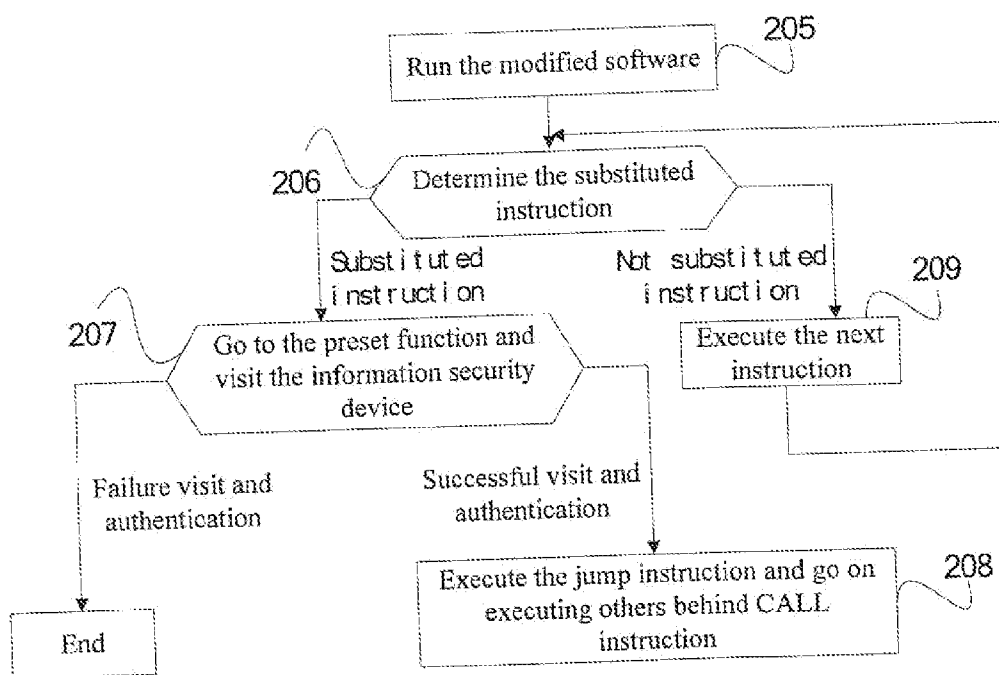 205
Run the modified software
206
Determine the substituted
instruction
Substituted
instruction
Not substituted
instruction
209
207
Go to the preset function and
visit the information security
device
Execute the next
instruction
Failure visit and
authentication
Successful visit and
authentication
Execute the jump instruction and go on
executing others behind CALL
instruction
208
End